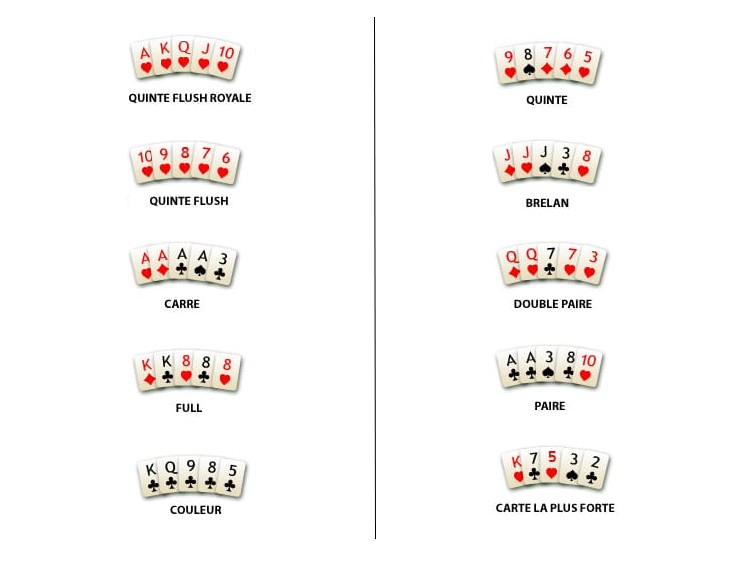 A K Q J 10
QUINTE FLUSH ROYALE
10 9 8 7 6
QUINTE FLUSH
A A A A 3
CARRE
K K 8 8 8
FULL
K Q 9 8 5
COULEUR
9 8 7 6 5
QUINTE
J J J 3 8
BRELAN
Q Q 7 7 3
DOUBLE PAIRE
A A 3 8 10
PAIRE
K 7 5 3 2
CARTE LA PLUS FORTE